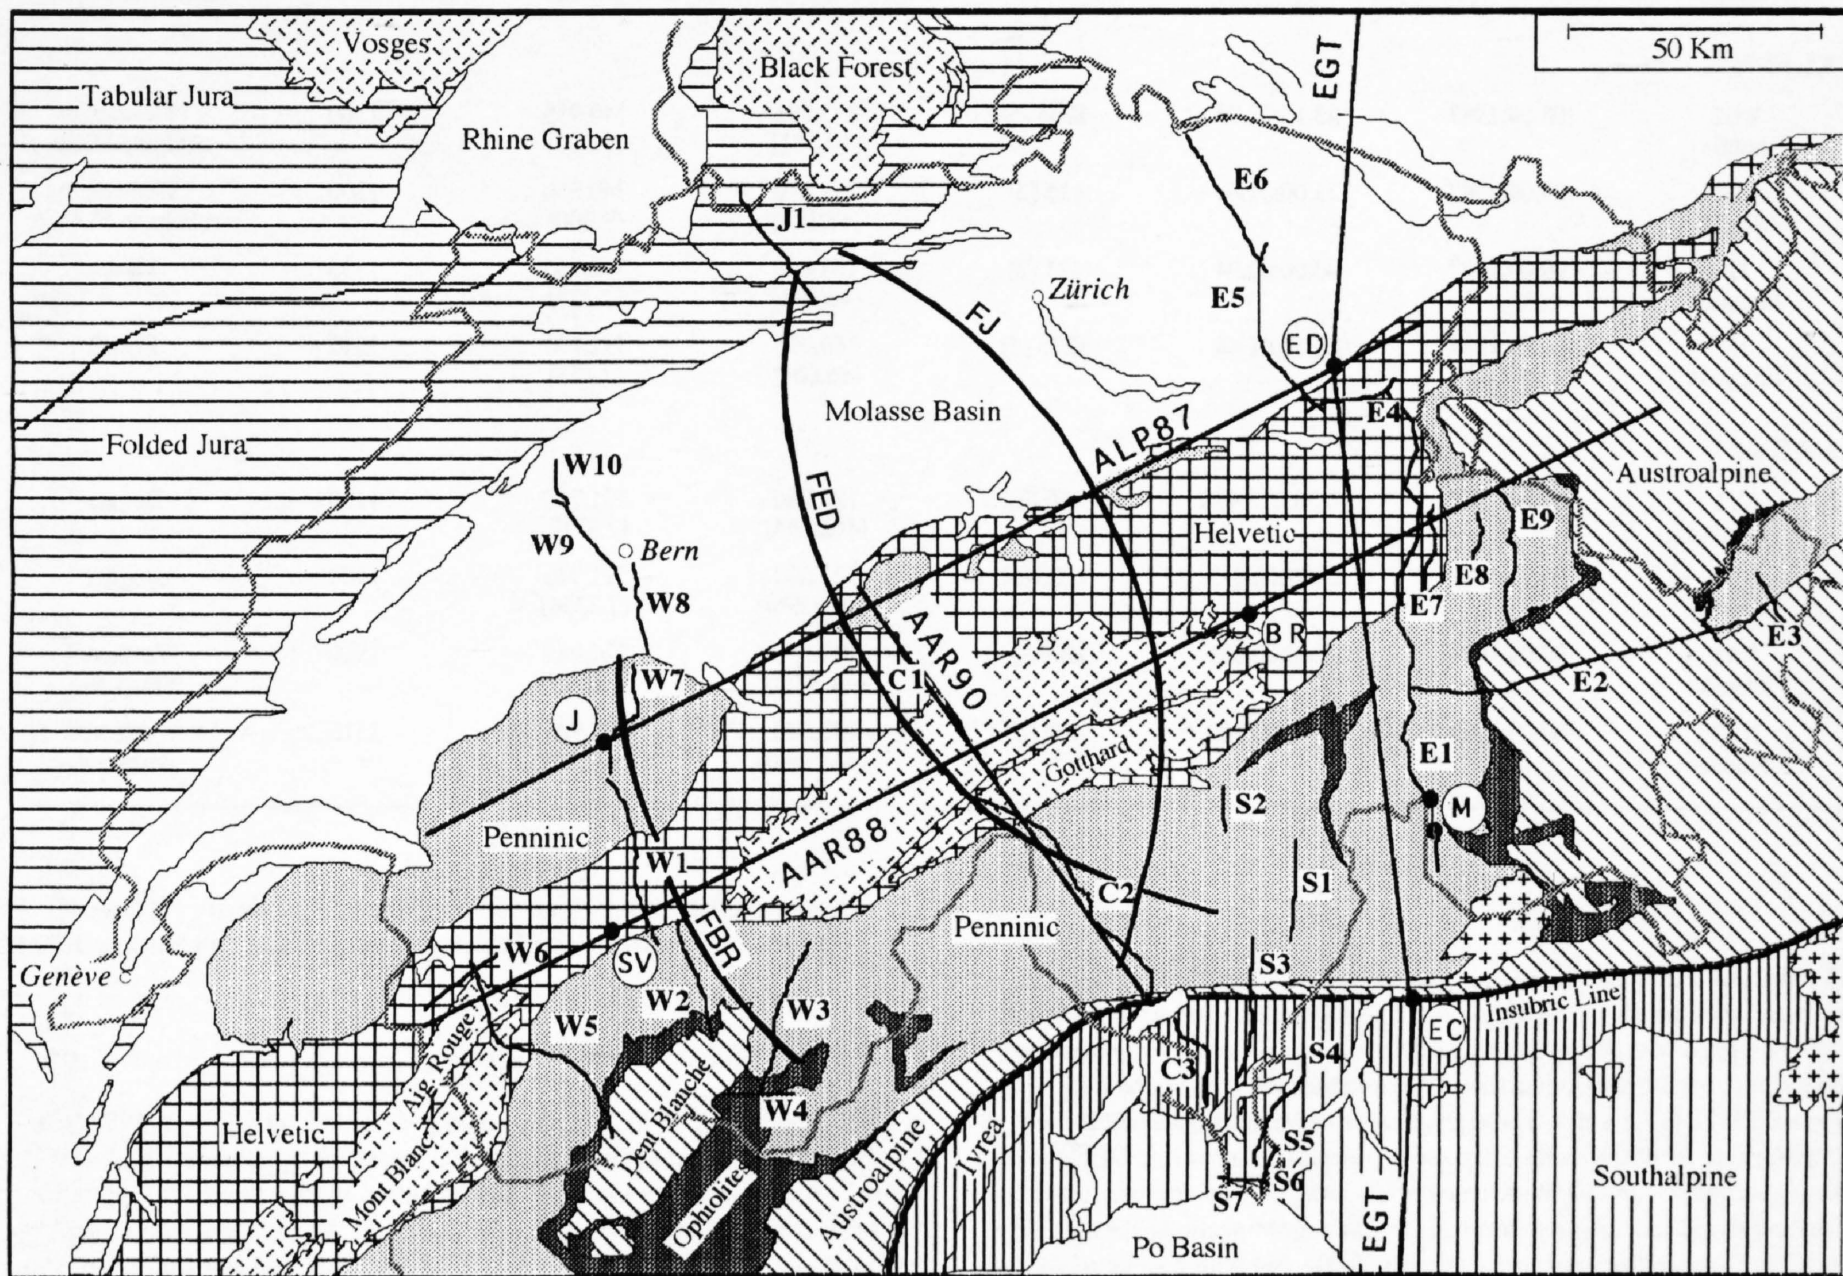 Vosges
Black Forest
EGT
50 Km
Tabular Jura
Rhine Graben
E6
J1
Zürich
E5
FJ
ED
Molasse Basin
E4
Folded Jura
ALP87
W10
FED
Austroalpine
Helvetic
E9
W9
Bern
E8
W8
E7
BR
AAR90
E3
C1
W7
E2
J
Gotthard
E1
S2
M
Penninic
AAR88
W1
S1
C2
Penninic
FBR
W6
SV
S3
Genève
W2
W3
Insubric Line
W5
EC
Aig. Rouge
S4
C3
Dent Blanche
W4
Helvetic
Mont Blanc
Ivrea
S5
Austroalpine
Southalpine
S6
S7
Ophiolites
EGT
Po Basin